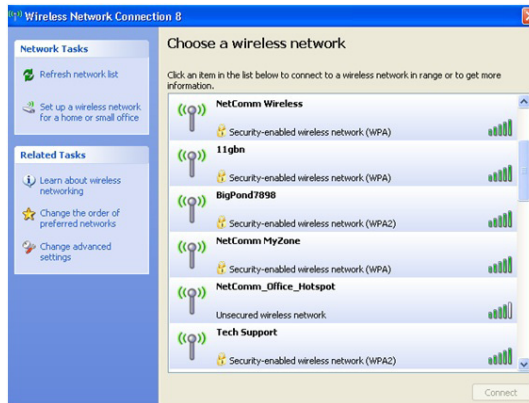 Wireless Network Connection 8
Network Tasks
Refresh network list
Set up a wireless network
for a home or small office
Related Tasks
Learn about wireless
networking
Change the order of
preferred networks
Change advanced
settings
Choose a wireless network
Click an item in the list below to connect to a wireless network in range or to get more
information.
NetComm Wireless
Security-enabled wireless network (WPA)
11gbn
Security-enabled wireless network (WPA)
BigPond7898
Security-enabled wireless network (WPA2)
NetComm MyZone
Security-enabled wireless network (WPA)
NetComm_Office_Hotspot
Unsecured wireless network
Tech Support
Security-enabled wireless network (WPA2)
Connect